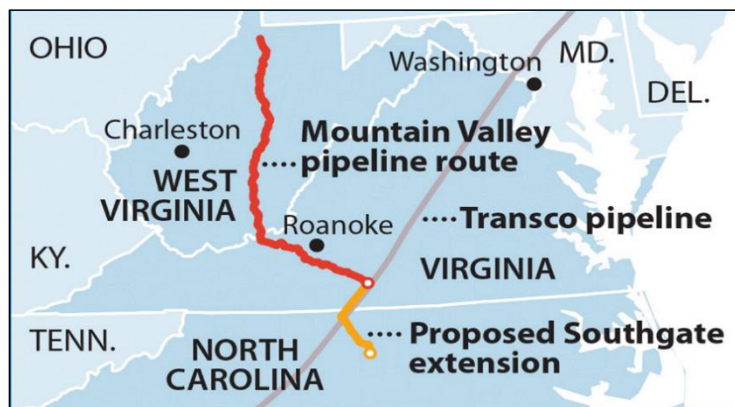 OHIO
Washington
MD.
DEL.
Charleston
Mountain Valley
pipeline route
WEST
VIRGINIA
Roanoke
Transco pipeline
KY.
VIRGINIA
TENN.
NORTH
CAROLINA
Proposed Southgate
extension